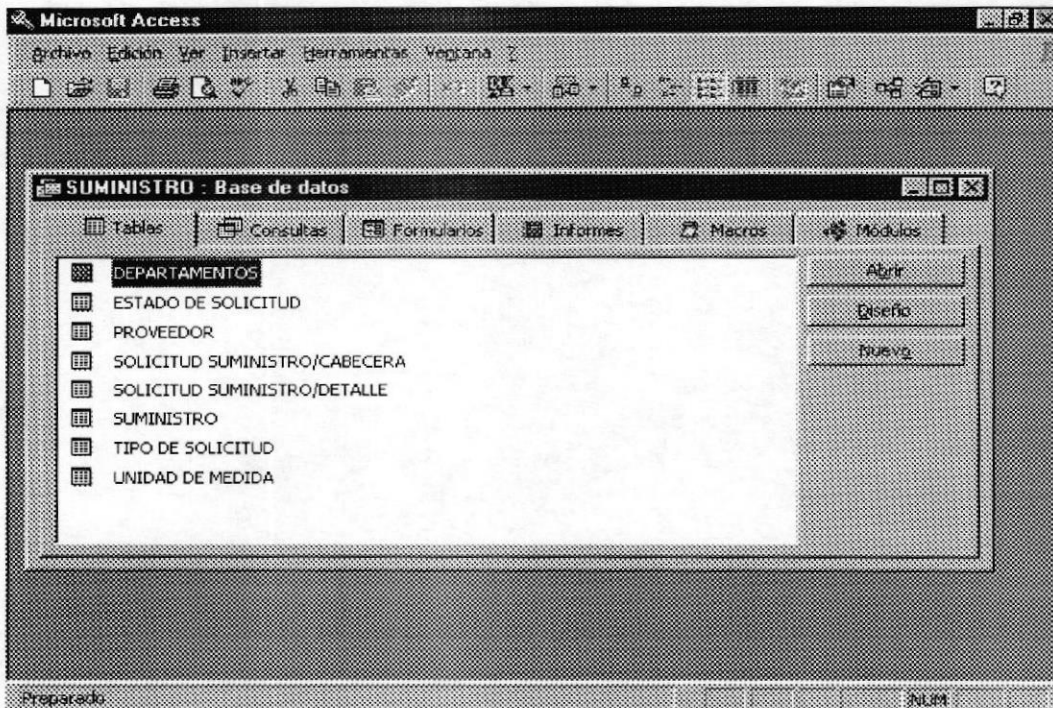 Microsoft Access
Archivo Edición Ver Insertar Herramientas Ventana ?
SUMINISTRO : Base de datos
Tablas Consultas Formularios Informes Macros Módulos
DEPARTAMENTOS Abrir
ESTADO DE SOLICITUD
PROVEEDOR Diseño
SOLICITUD SUMINISTRO/CABECERA Nuevo
SOLICITUD SUMINISTRO/DETALLE
SUMINISTRO
TIPO DE SOLICITUD
UNIDAD DE MEDIDA
Preparado NUM